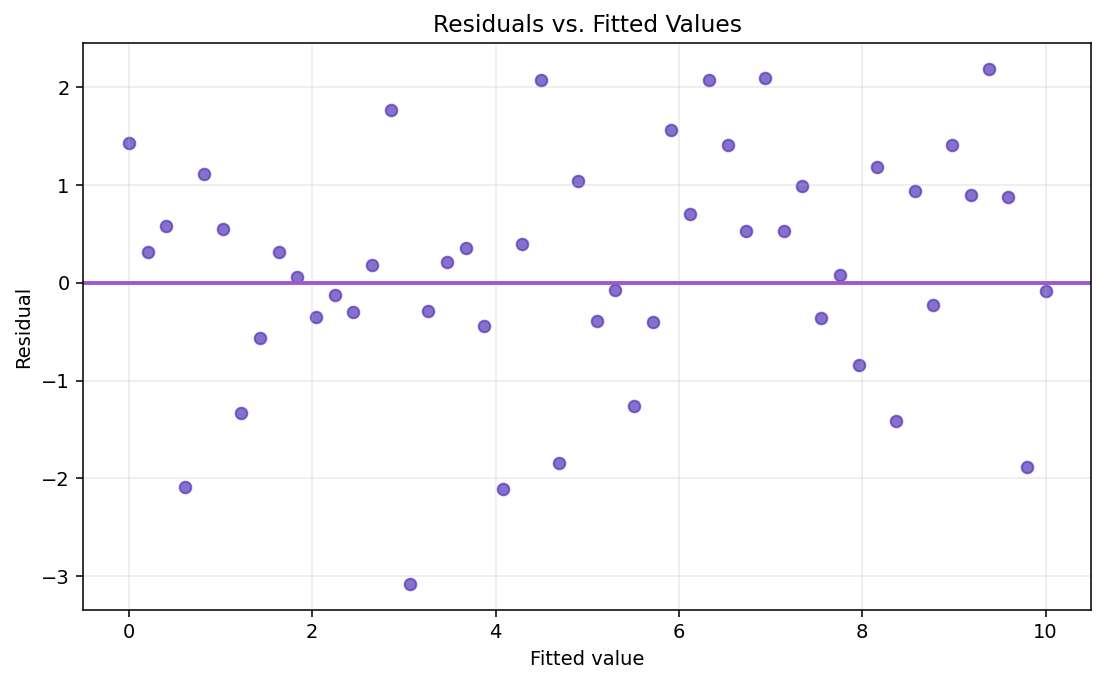 Residuals vs. Fitted Values
2
1
0
−1
−2
−3
Residual
0 2 4 6 8 10
Fitted value